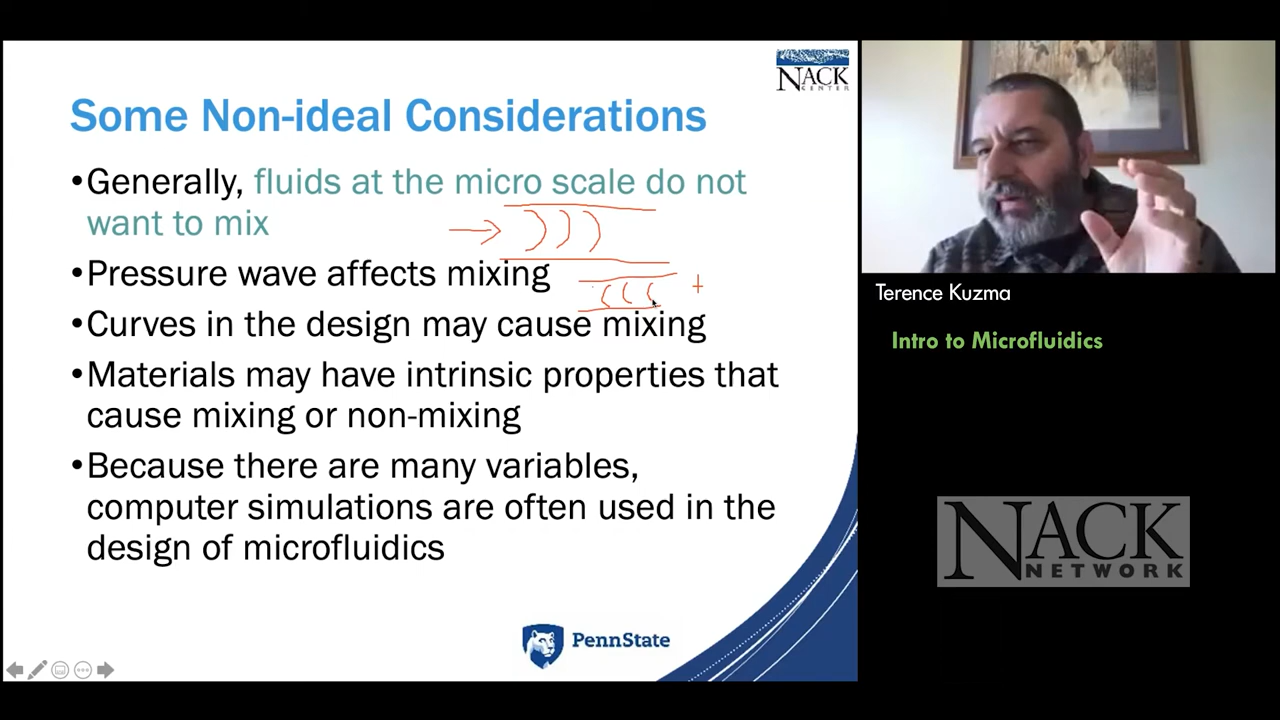 NACK
CENTER
Some Non-ideal Considerations
•Generally, fluids at the micro scale do not
want to mix
•Pressure wave affects mixing
+
•Curves in the design may cause mixing
•Materials may have intrinsic properties that
cause mixing or non-mixing
•Because there are many variables,
computer simulations are often used in the
design of microfluidics
PennState
Terence Kuzma
Intro to Microfluidics
NACK
NETWORK